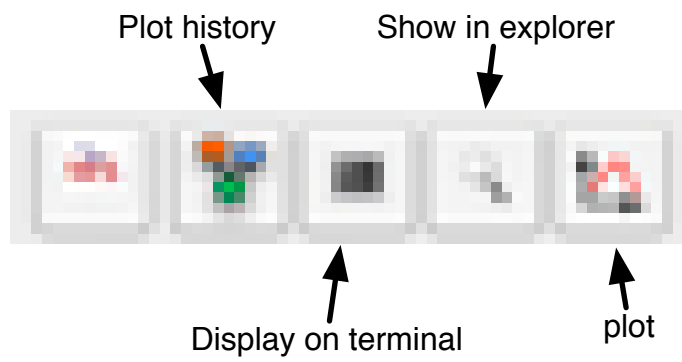 Plot history
Show in explorer
Display on terminal
plot